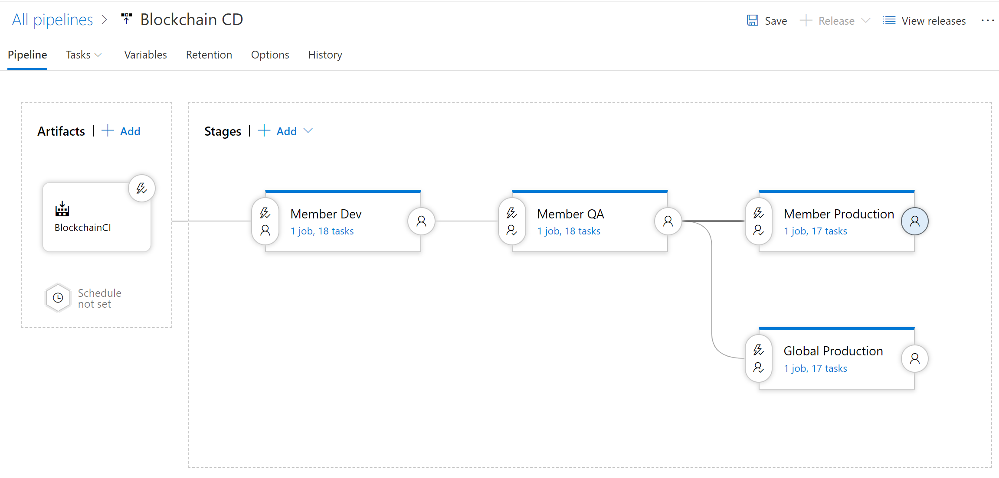 All pipelines > Blockchain CD
Save + Release View releases ...
Pipeline Tasks Variables Retention Options History
Artifacts | + Add
Stages | + Add
BlockchainCI
Schedule
not set
Member Dev
1 job, 18 tasks
Member QA
1 job, 18 tasks
Member Production
1 job, 17 tasks
Global Production
1 job, 17 tasks